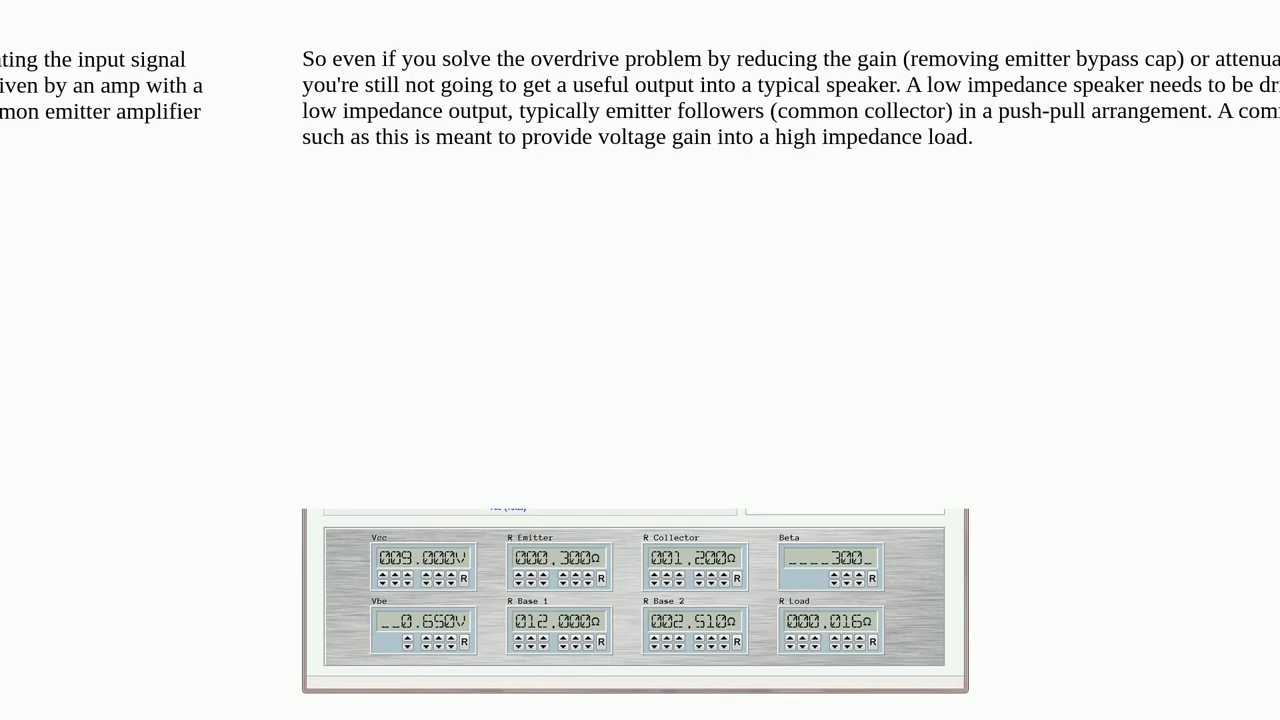 ting the input signal
iven by an amp with a
mon emitter amplifier
So even if you solve the overdrive problem by reducing the gain (removing emitter bypass cap) or attenua
you're still not going to get a useful output into a typical speaker. A low impedance speaker needs to be dri
low impedance output, typically emitter followers (common collector) in a push-pull arrangement. A com
such as this is meant to provide voltage gain into a high impedance load.
Vcc R Emitter R Collector Beta
009.000V 000,300Ω 001,200Ω ____300_
R R R R
Vbe R Base 1 R Base 2 R Load
__0.650V 012,000Ω 002,510Ω 000,016Ω
R R R R